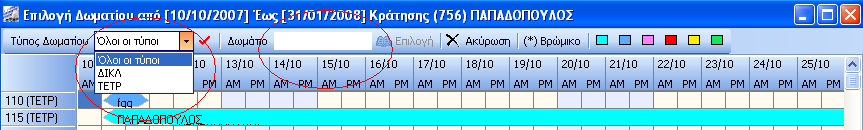 Επιλογή Δωματίου από [10/10/2007] Έως [31/01/2008] Κράτησης (756) ΠΑΠΑΔΟΠΟΥΛΟΣ
Τύπος Δωματίου Όλοι οι τύποι Δωμάτιο Επιλογή Ακύρωση (*) Βρώμικο
Όλοι οι τύποι
ΔΙΚΛ
ΤΕΤΡ
10 13/10 14/10 15/10 16/10 17/10 18/10 19/10 20/10 21/10 22/10 23/10 24/10 25/10
AM PM AM PM AM PM AM PM AM PM AM PM AM PM AM PM AM PM AM PM AM PM AM PM AM PM AM PM
110 (ΤΕΤΡ) fgg
115 (ΤΕΤΡ) ΠΑΠΑΔΟΠΟΥΛΟΣ